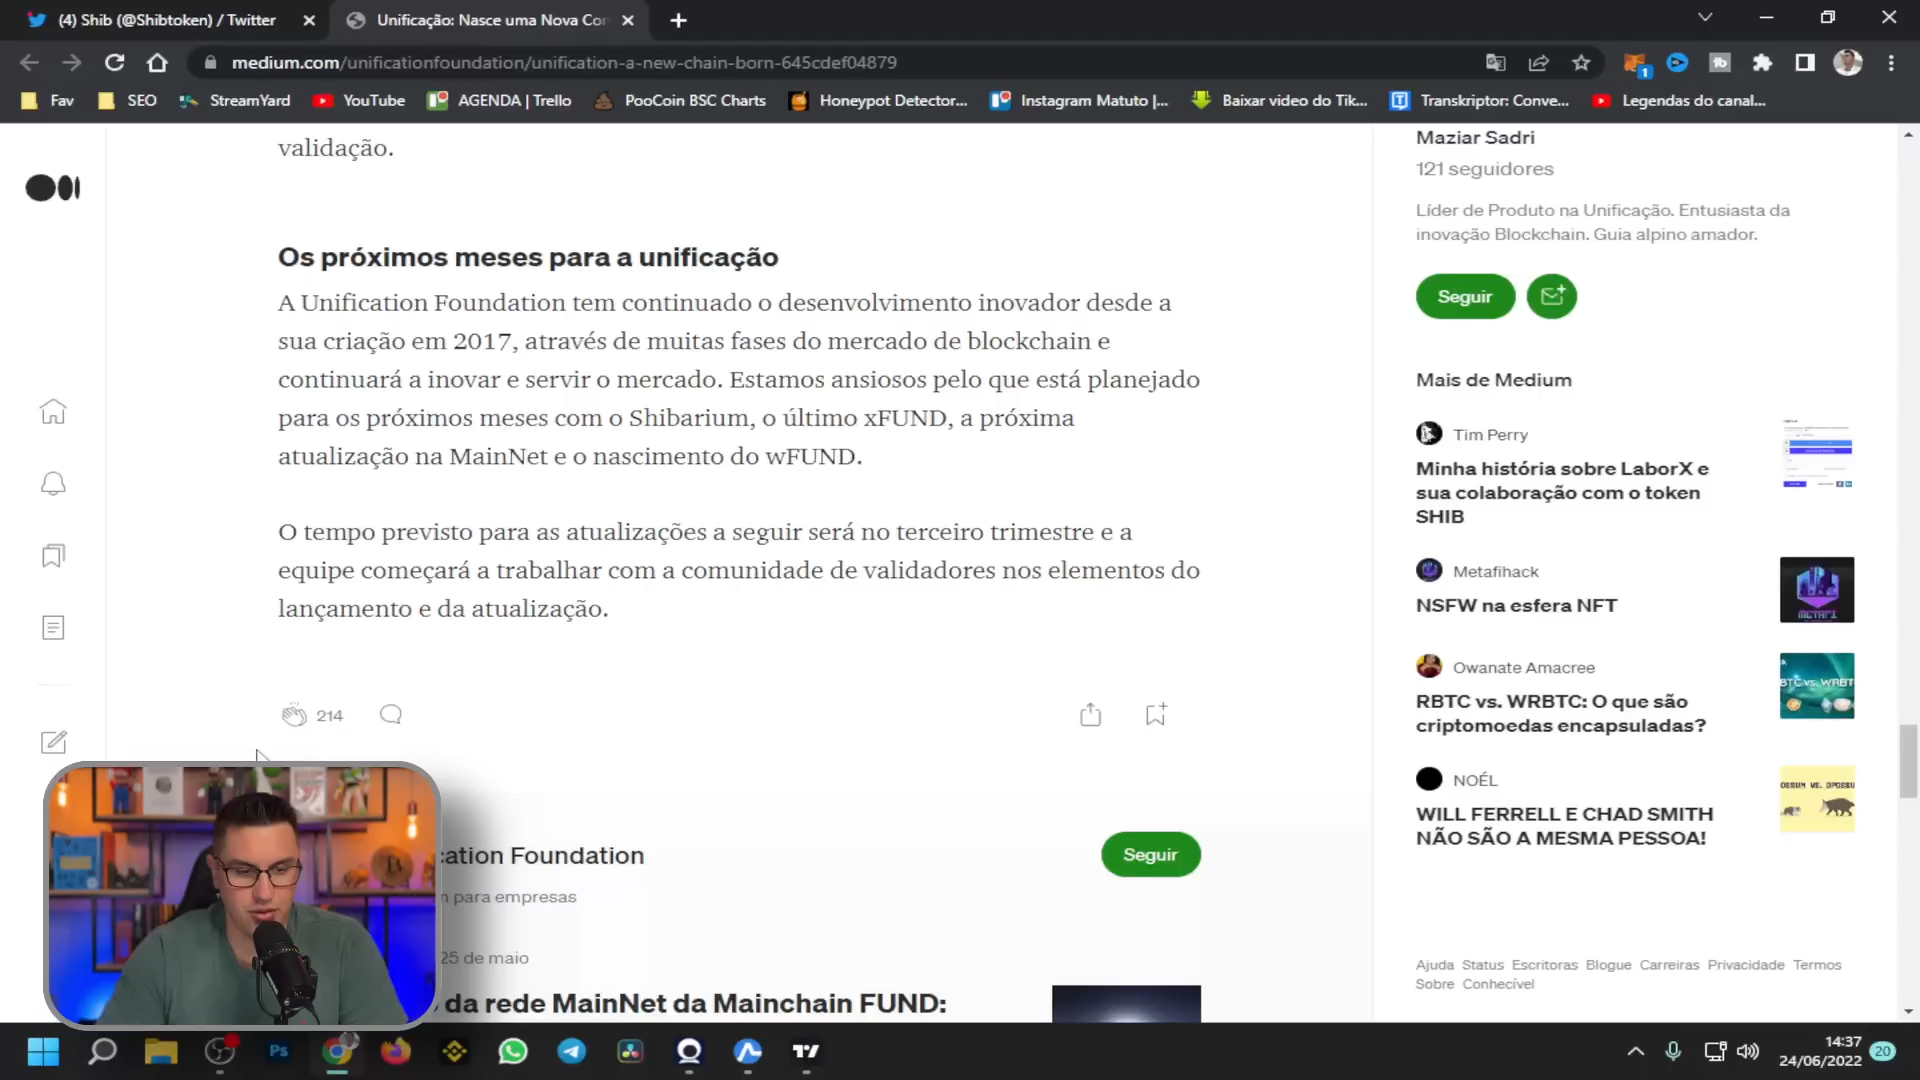 (4) Shib (@Shibtoken) / Twitter
Unificação: Nasce uma Nova Co
medium.com/unificationfoundation/unification-a-new-chain-born-645cdef04879
1
Fav
SEO
StreamYard
YouTube
AGENDA | Trello
PooCoin BSC Charts
Honeypot Detector...
Instagram Matuto |...
Baixar video do Tik...
Transkriptor: Conve...
Legendas do canal...
validação.
Os próximos meses para a unificação
A Unification Foundation tem continuado o desenvolvimento inovador desde a
sua criação em 2017, através de muitas fases do mercado de blockchain e
continuará a inovar e servir o mercado. Estamos ansiosos pelo que está planejado
para os próximos meses com o Shibarium, o último xFUND, a próxima
atualização na MainNet e o nascimento do wFUND.
O tempo previsto para as atualizações a seguir será no terceiro trimestre e a
equipe começará a trabalhar com a comunidade de validadores nos elementos do
lançamento e da atualização.
214
cation Foundation
Seguir
para empresas
25 de maio
da rede MainNet da Mainchain FUND:
Maziar Sadri
121 seguidores
Líder de Produto na Unificação. Entusiasta da
inovação Blockchain. Guia alpino amador.
Seguir
Mais de Medium
Tim Perry
Minha história sobre LaborX e
sua colaboração com o token
SHIB
Metafihack
NSFW na esfera NFT
Owanate Amacree
RBTC vs. WRBTC: O que são
criptomoedas encapsuladas?
NOÉL
WILL FERRELL E CHAD SMITH
NÃO SÃO A MESMA PESSOA!
Ajuda Status Escritoras Blogue Carreiras Privacidade Termos
Sobre Conhecível
Ps
14:37
24/06/2022
20